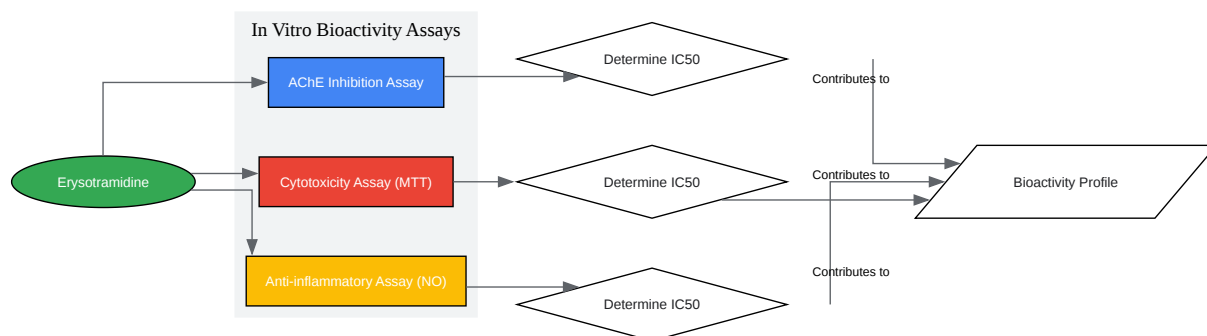 In Vitro Bioactivity Assays
Determine IC50
AChE Inhibition Assay
Contributes to
Erysotramidine
Cytotoxicity Assay (MTT)
Determine IC50
Contributes to
Bioactivity Profile
Anti-inflammatory Assay (NO)
Determine IC50
Contributes to